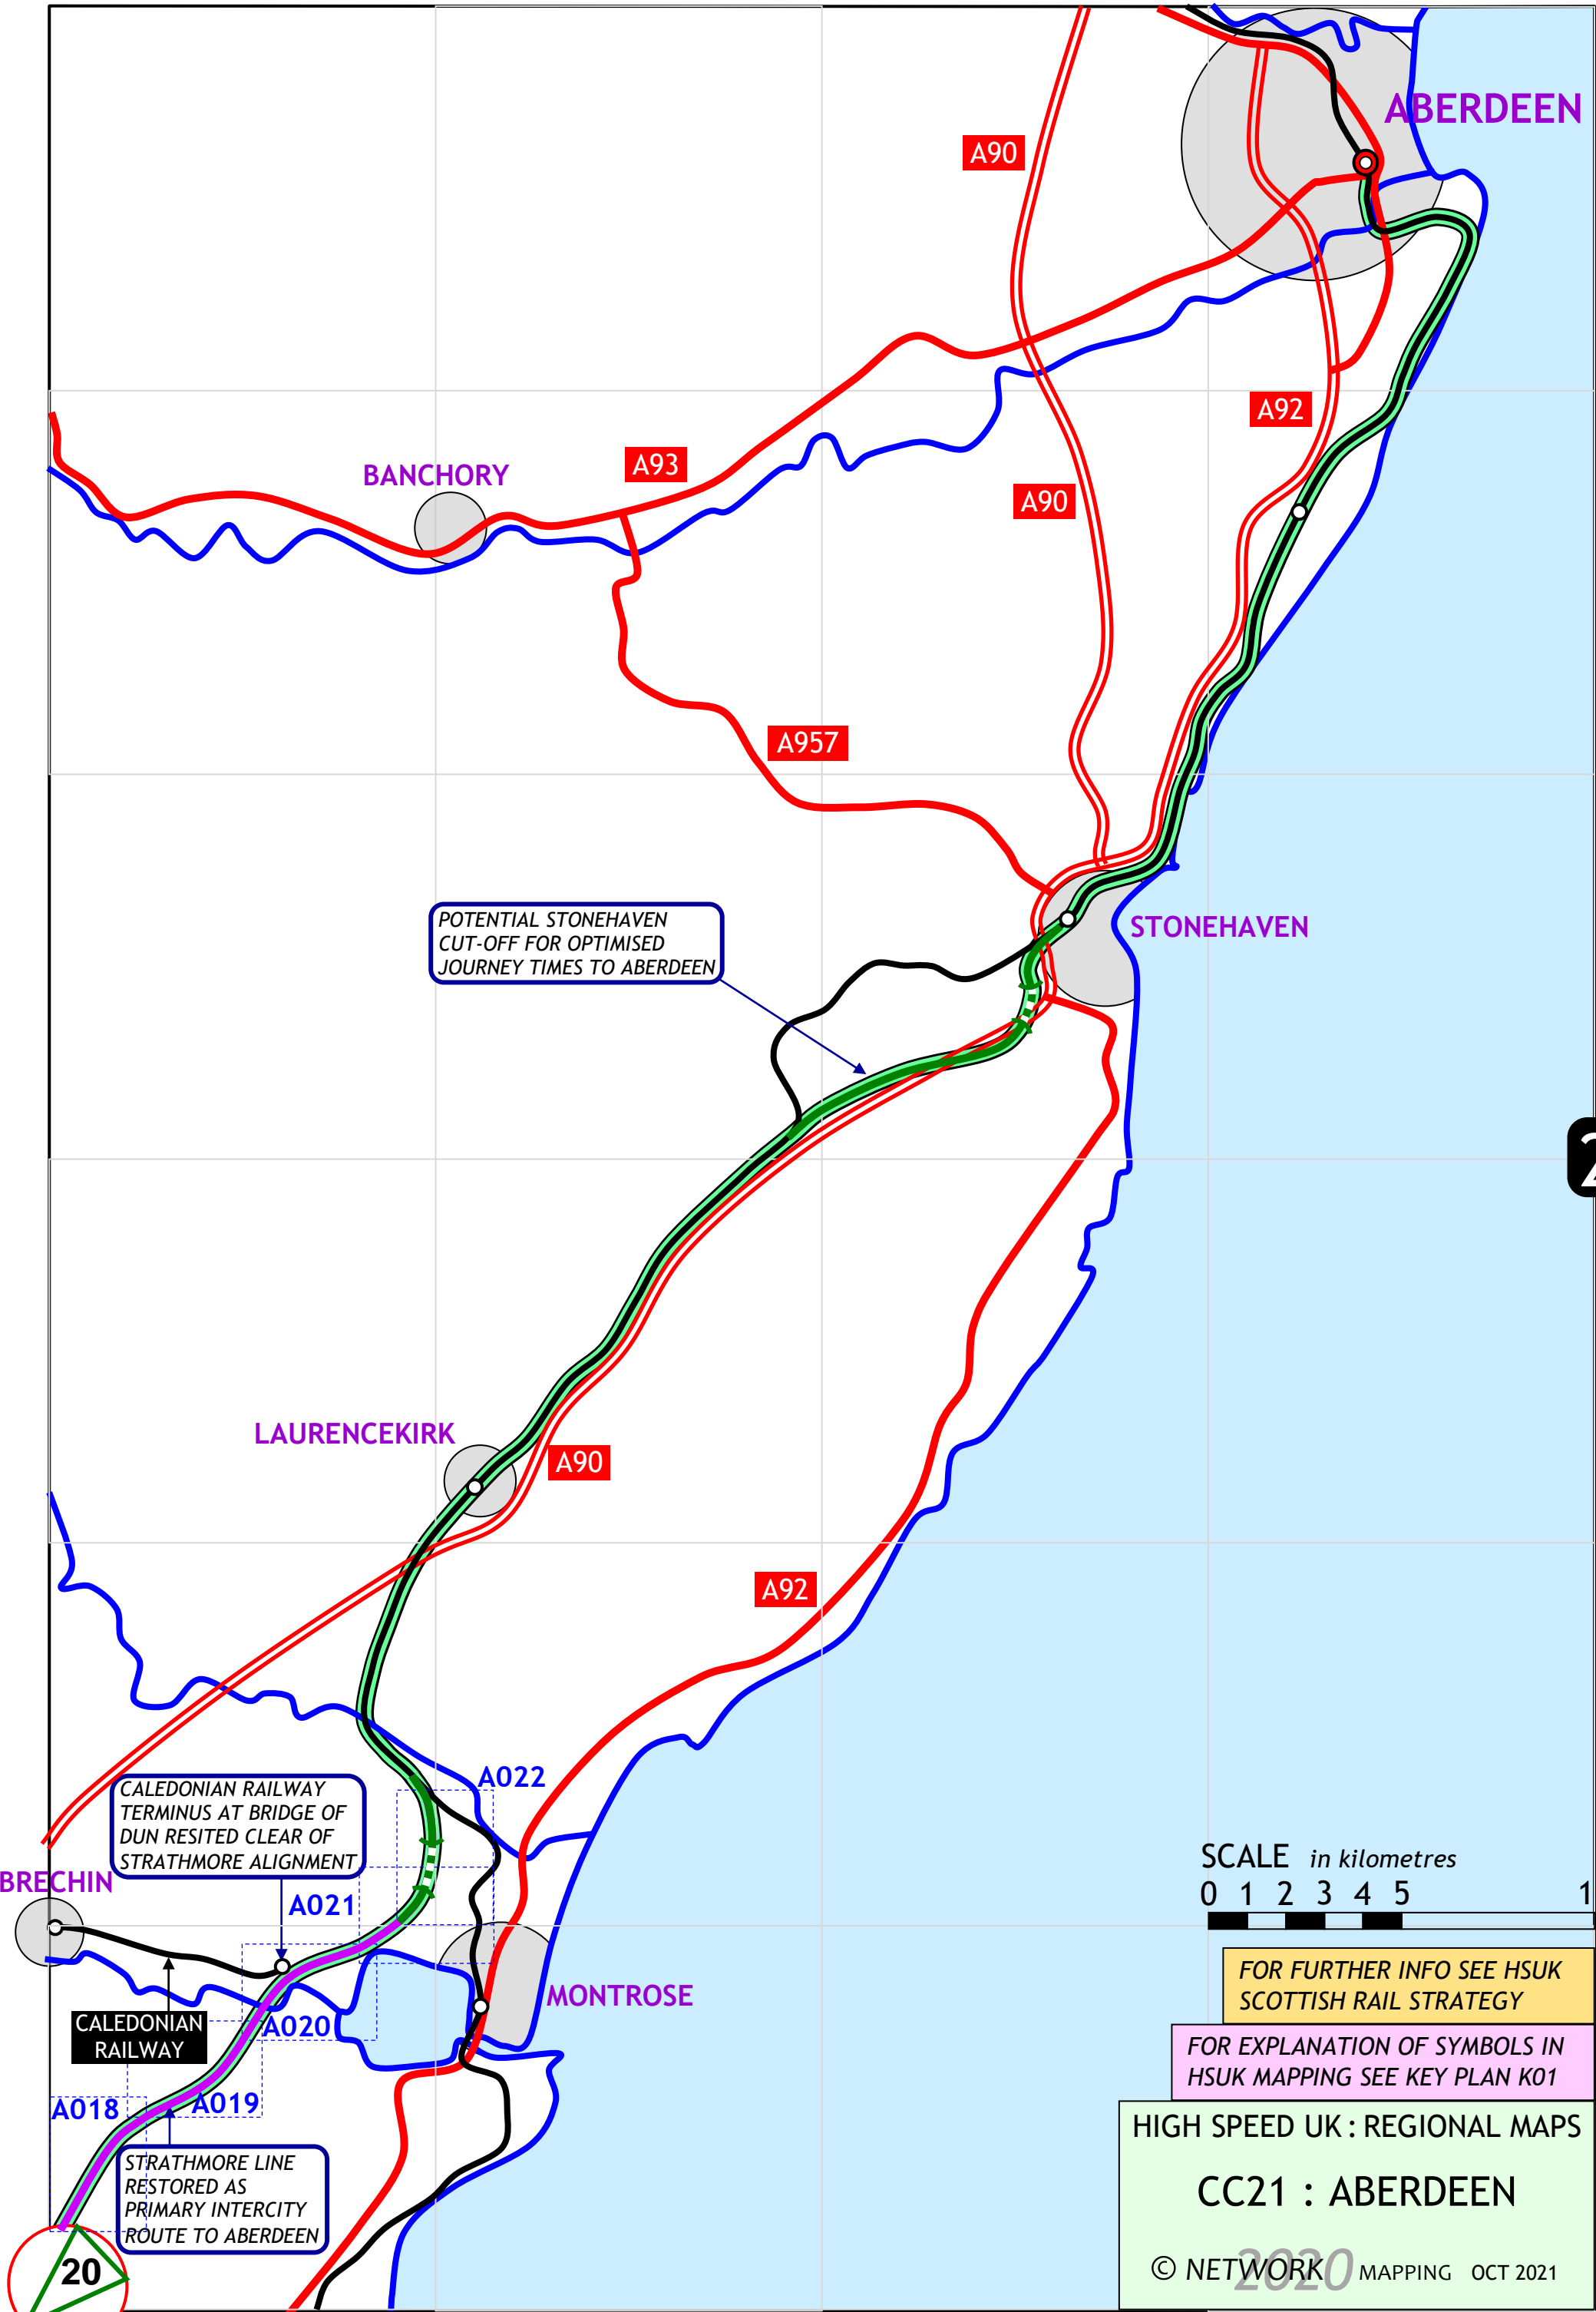 ABERDEEN
A90
A92
A93
BANCHORY
A90
A957
POTENTIAL STONEHAVEN
CUT-OFF FOR OPTIMISED
JOURNEY TIMES TO ABERDEEN
STONEHAVEN
2
LAURENCEKIRK
A90
A92
A022
CALEDONIAN RAILWAY
TERMINUS AT BRIDGE OF
DUN RESITED CLEAR OF
STRATHMORE ALIGNMENT
BRECHIN
A021
MONTROSE
CALEDONIAN
RAILWAY
A020
A019
A018
STRATHMORE LINE
RESTORED AS
PRIMARY INTERCITY
ROUTE TO ABERDEEN
20
SCALE in kilometres
0 1 2 3 4 5 1
FOR FURTHER INFO SEE HSUK
SCOTTISH RAIL STRATEGY
FOR EXPLANATION OF SYMBOLS IN
HSUK MAPPING SEE KEY PLAN K01
HIGH SPEED UK : REGIONAL MAPS
CC21 : ABERDEEN
© NETWORK 2020 MAPPING OCT 2021